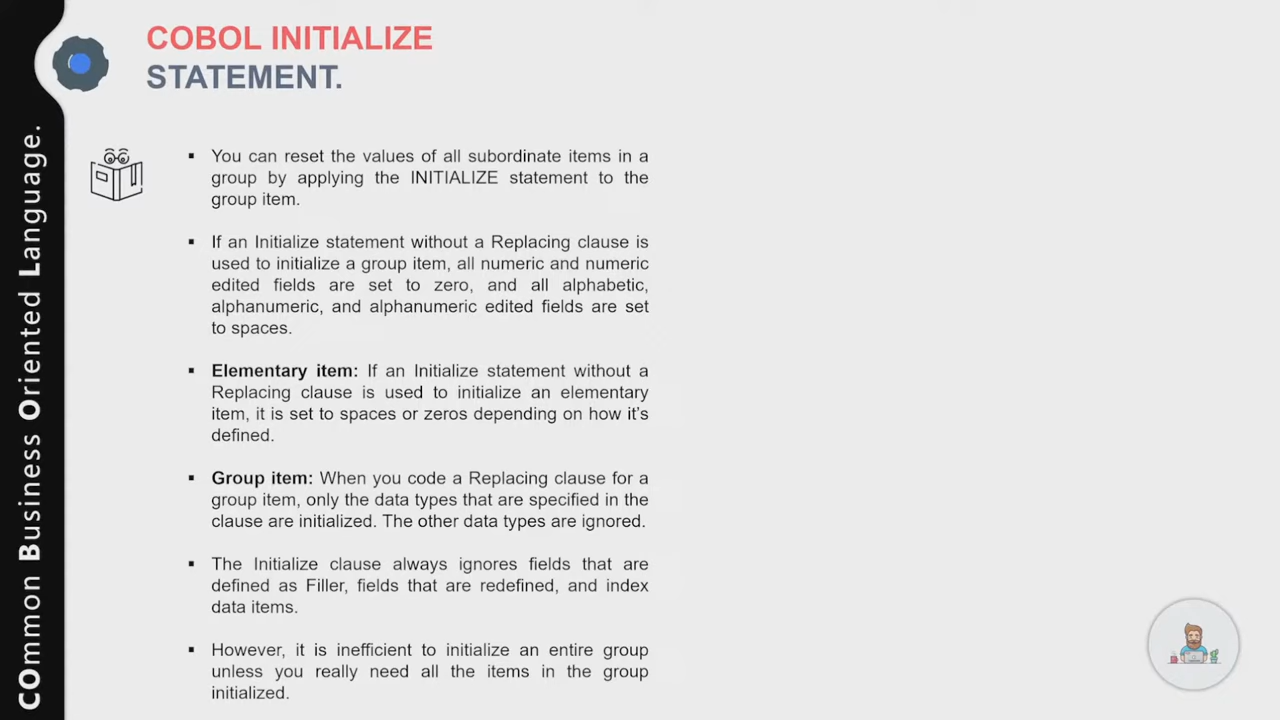 COBOL INITIALIZE
STATEMENT.
COmmon Business Oriented Language.
▪ You can reset the values of all subordinate items in a
group by applying the INITIALIZE statement to the
group item.
▪ If an Initialize statement without a Replacing clause is
used to initialize a group item, all numeric and numeric
edited fields are set to zero, and all alphabetic,
alphanumeric, and alphanumeric edited fields are set
to spaces.
▪ Elementary item: If an Initialize statement without a
Replacing clause is used to initialize an elementary
item, it is set to spaces or zeros depending on how it’s
defined.
▪ Group item: When you code a Replacing clause for a
group item, only the data types that are specified in the
clause are initialized. The other data types are ignored.
▪ The Initialize clause always ignores fields that are
defined as Filler, fields that are redefined, and index
data items.
▪ However, it is inefficient to initialize an entire group
unless you really need all the items in the group
initialized.